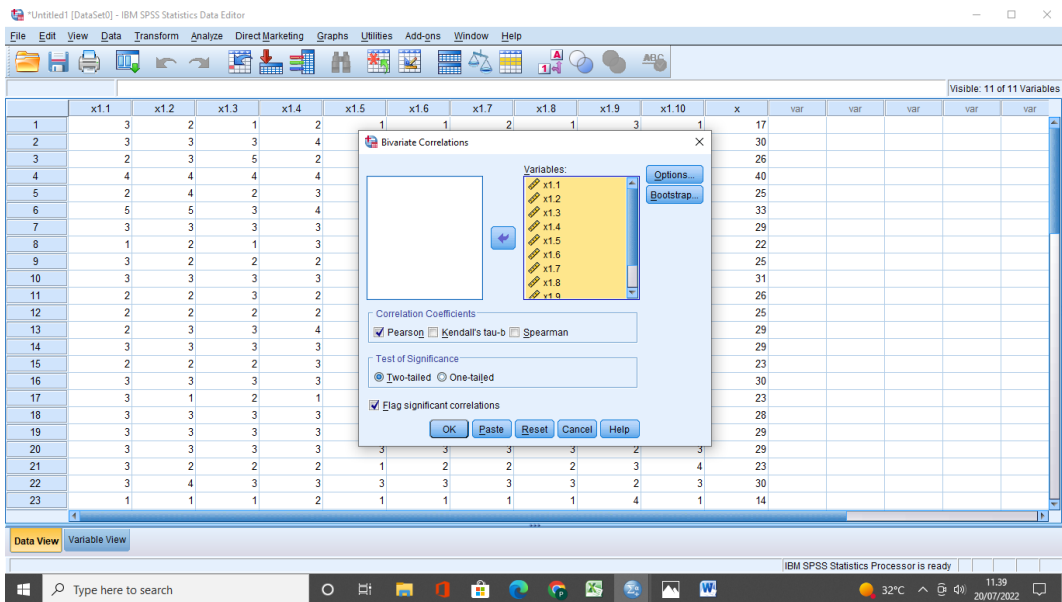 *Untitled1 [DataSet0] - IBM SPSS Statistics Data Editor
File Edit View Data Transform Analyze Direct Marketing Graphs Utilities Add-ons Window Help
Visible: 11 of 11 Variables
x1.1 x1.2 x1.3 x1.4 x1.5 x1.6 x1.7 x1.8 x1.9 x1.10 x var var var var var
1 3 2 1 2 1 1 2 1 3 1 17
2 3 3 3 4 30
3 2 3 5 2 26
4 4 4 4 4 40
5 2 4 2 3 25
6 5 5 3 4 33
7 3 3 3 3 29
8 1 2 1 3 22
9 3 2 2 2 25
10 3 3 3 3 31
11 2 2 3 2 26
12 2 2 2 2 25
13 2 3 3 4 29
14 3 3 3 3 29
15 2 2 2 3 23
16 3 3 3 3 30
17 3 1 2 1 23
18 3 3 3 3 28
19 3 3 3 3 29
20 3 3 3 3 3 3 3 3 2 3 29
21 3 2 2 2 1 2 2 2 3 4 23
22 3 4 3 3 3 3 3 3 2 3 30
23 1 1 1 2 1 1 1 1 4 1 14
Bivariate Correlations
Variables:
x1.1
x1.2
x1.3
x1.4
x1.5
x1.6
x1.7
x1.8
x1.9
Options...
Bootstrap...
Correlation Coefficients
Pearson Kendall's tau-b Spearman
Test of Significance
Two-tailed One-tailed
Flag significant correlations
OK Paste Reset Cancel Help
Data View Variable View
IBM SPSS Statistics Processor is ready
Type here to search
32°C
11.39
20/07/2022